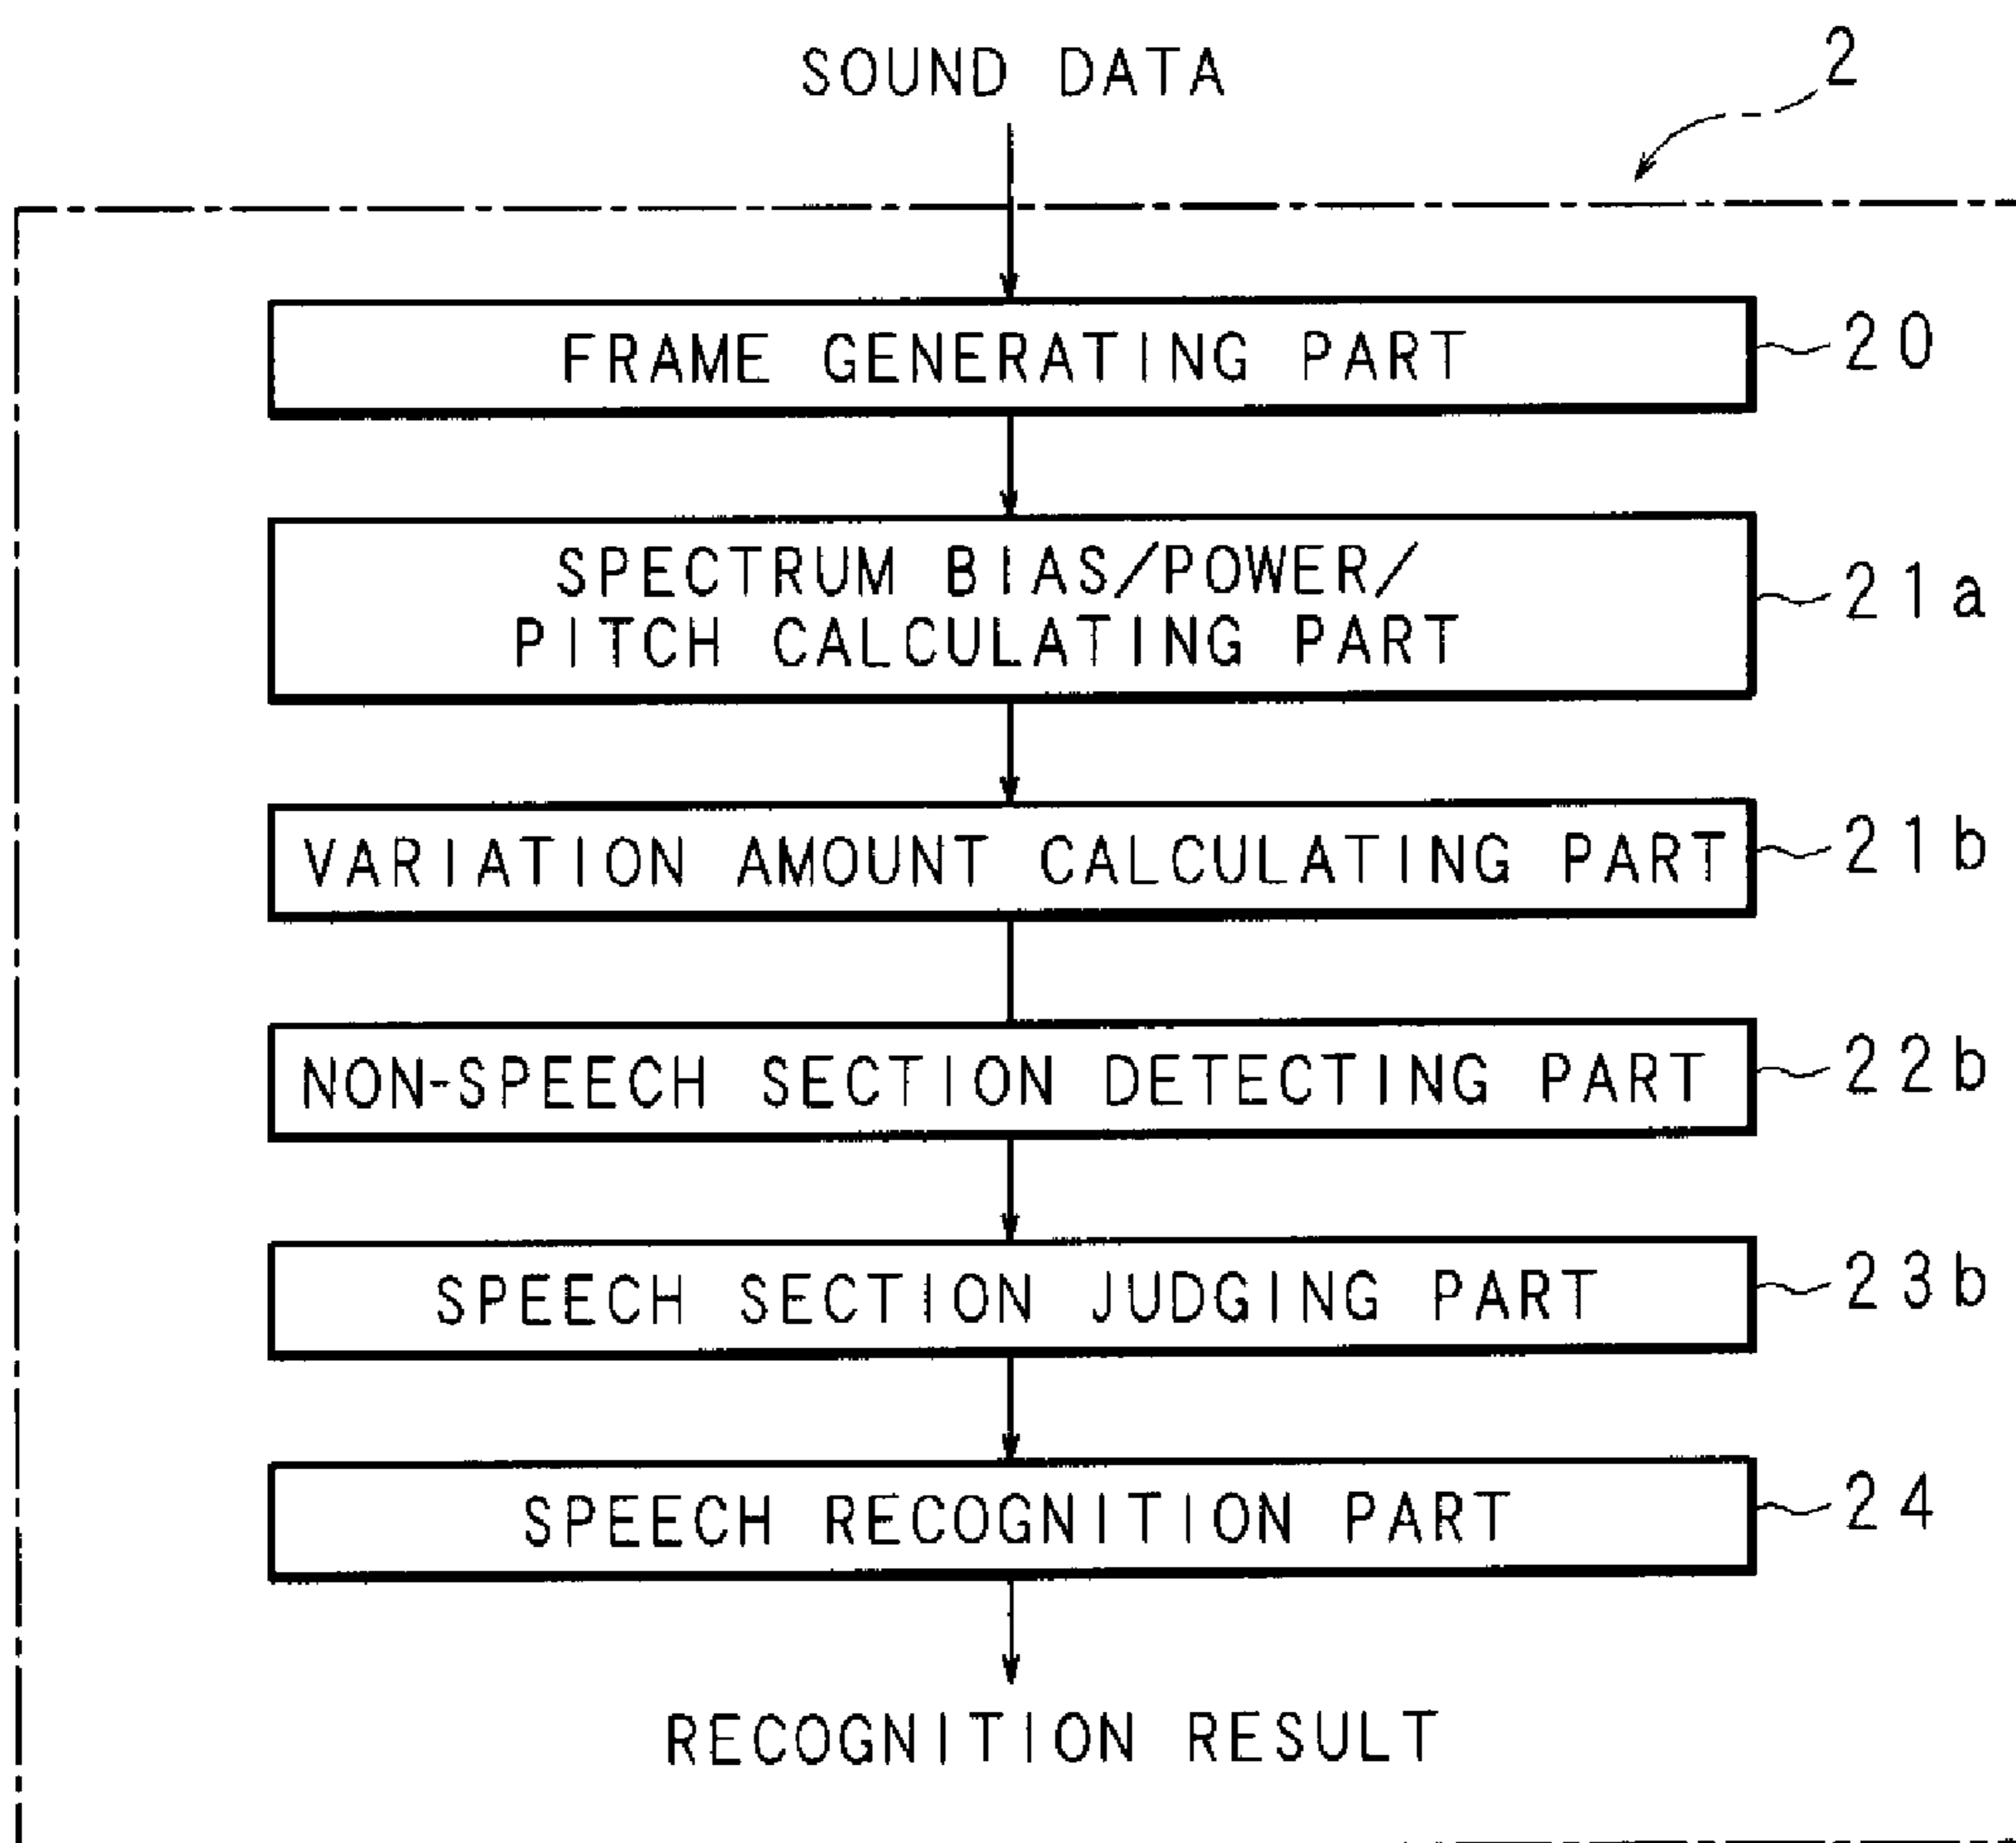 SOUND DATA
2
FRAME GENERATING PART
20
SPECTRUM BIAS/POWER/
PITCH CALCULATING PART
21a
VARIATION AMOUNT CALCULATING PART
21b
NON-SPEECH SECTION DETECTING PART
22b
SPEECH SECTION JUDGING PART
23b
SPEECH RECOGNITION PART
24
RECOGNITION RESULT